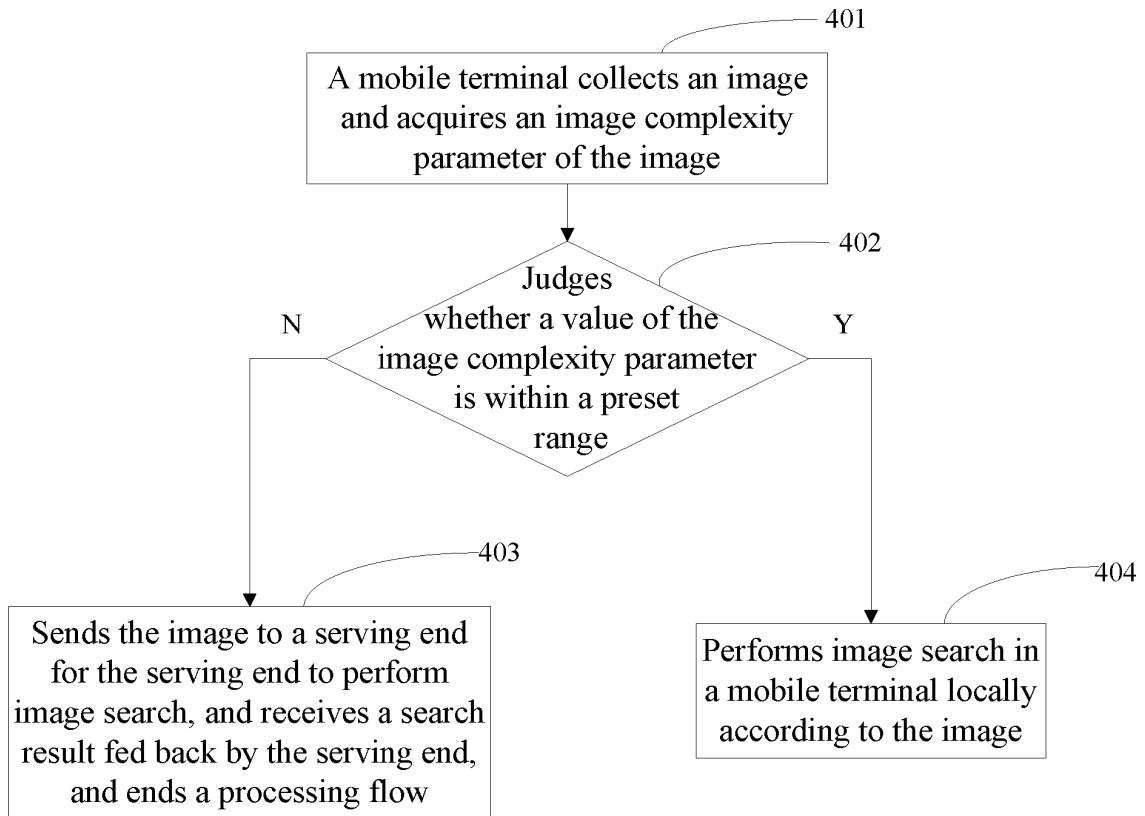 401
A mobile terminal collects an image
and acquires an image complexity
parameter of the image
402
Judges
whether a value of the
image complexity parameter
is within a preset
range
N
Y
403
Sends the image to a serving end
for the serving end to perform
image search, and receives a search
result fed back by the serving end,
and ends a processing flow
404
Performs image search in
a mobile terminal locally
according to the image